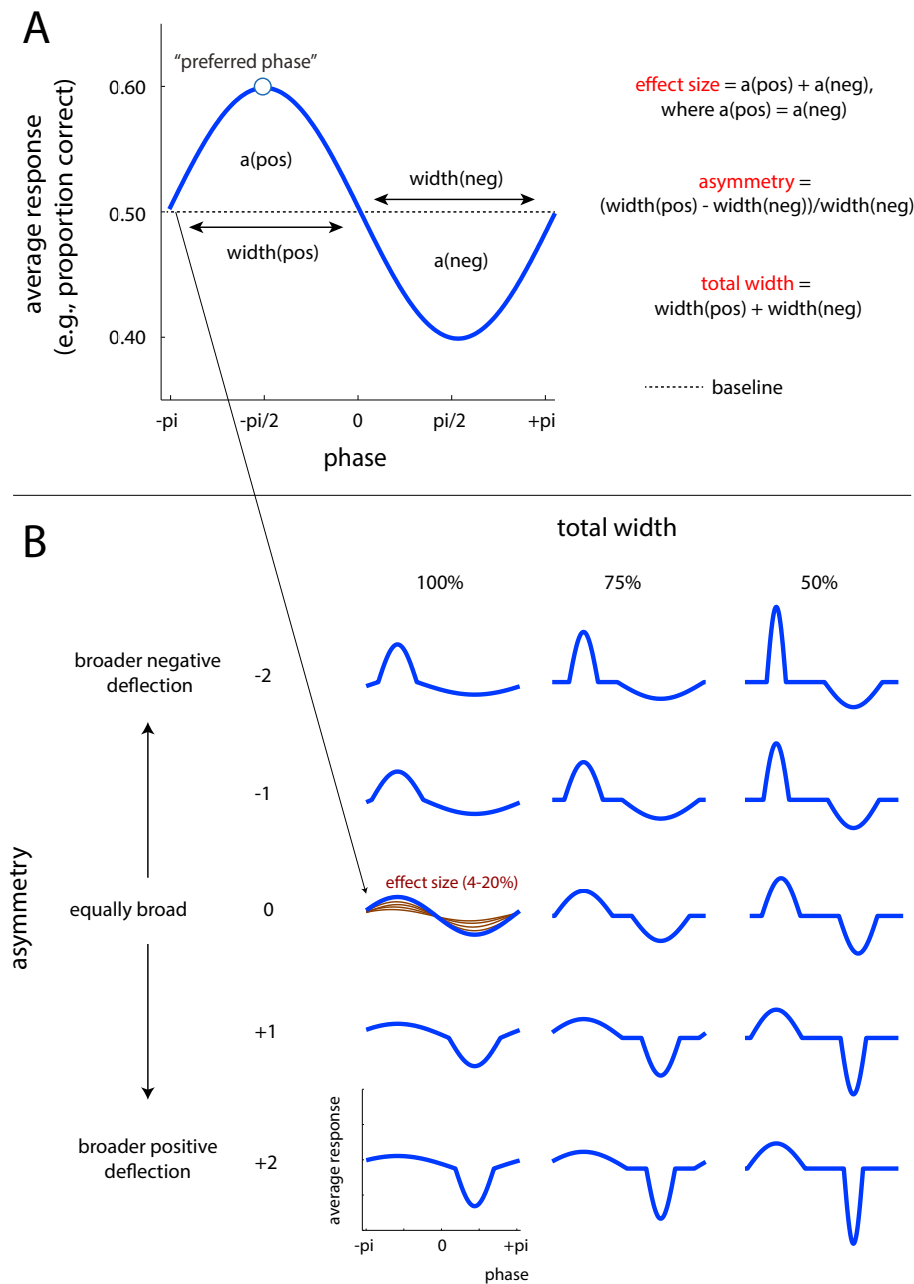 A
"preferred phase"
average response
(e.g., proportion correct)
0.60
0.50
0.40
a(pos)
width(neg)
width(pos)
a(neg)
-pi
-pi/2
0
pi/2
+pi
phase
effect size = a(pos) + a(neg),
where a(pos) = a(neg)
asymmetry =
(width(pos) - width(neg))/width(neg)
total width =
width(pos) + width(neg)
baseline
B
total width
100%
75%
50%
asymmetry
broader negative
deflection
-2
-1
equally broad
0
effect size (4-20%)
+1
broader positive
deflection
+2
average response
-pi
0
+pi
phase